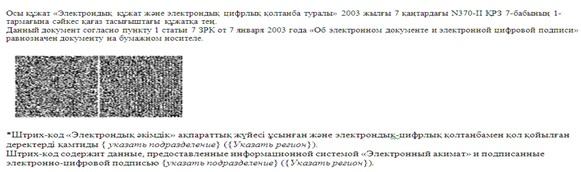 Осы құжат «Электрондық құжат және электрондық цифрлық қолтанба туралы» 2003 жылғы 7 қаңтардағы N370-II ҚРЗ 7-бабының 1-
тармағына сәйкес қағаз тасығыштағы құжатқа тең.
Данный документ согласно пункту 1 статьи 7 ЗРК от 7 января 2003 года «Об электронном документе и электронной цифровой подписи»
равнозначен документу на бумажном носителе.
*Штрих-код «Электрондық әкімдік» ақпараттық жүйесі ұсынған және электрондық-цифрлық қолтанбамен қол қойылған
деректерді қамтиды { указать подразделение} ({Указать регион}).
Штрих-код содержит данные, предоставленные информационной системой «Электронный акимат» и подписанные
электронно-цифровой подписью {указать подразделение} ({Указать регион}).